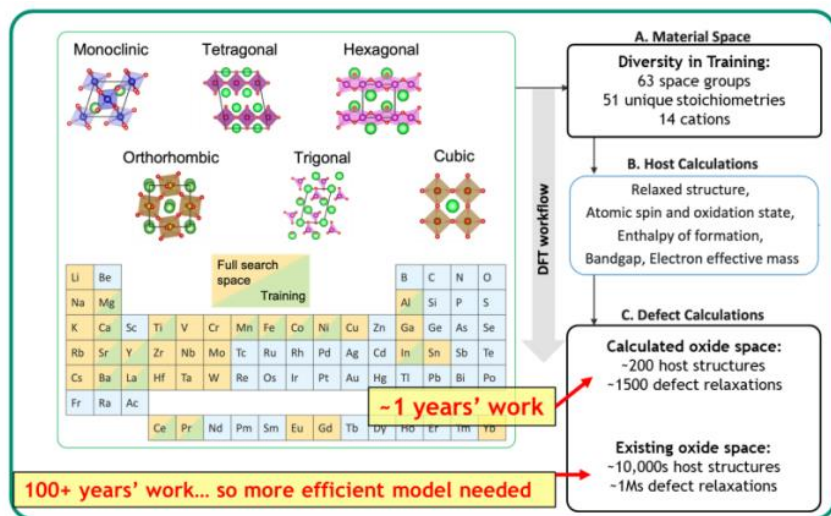 Monoclinic
Tetragonal
Hexagonal
Orthorhombic
Trigonal
Cubic
Full search space
Training
Li Be B C N O
Na Mg Al Si P S
K Ca Sc Ti V Cr Mn Fe Co Ni Cu Zn Ga Ge As Se
Rb Sr Y Zr Nb Mo Tc Ru Rh Pd Ag Cd In Sn Sb Te
Cs Ba La Hf Ta W Re Os Ir Pt Au Hg Tl Pb Bi Po
Fr Ra Ac
Ce Pr Nd Pm Sm Eu Gd Tb Dy Ho Er Tm Yb
DFT workflow
A. Material Space
Diversity in Training:
63 space groups
51 unique stoichiometries
14 cations
B. Host Calculations
Relaxed structure,
Atomic spin and oxidation state,
Enthalpy of formation,
Bandgap, Electron effective mass
C. Defect Calculations
Calculated oxide space:
~200 host structures
~1500 defect relaxations
~1 years’ work
Existing oxide space:
~10,000s host structures
~1Ms defect relaxations
100+ years’ work… so more efficient model needed